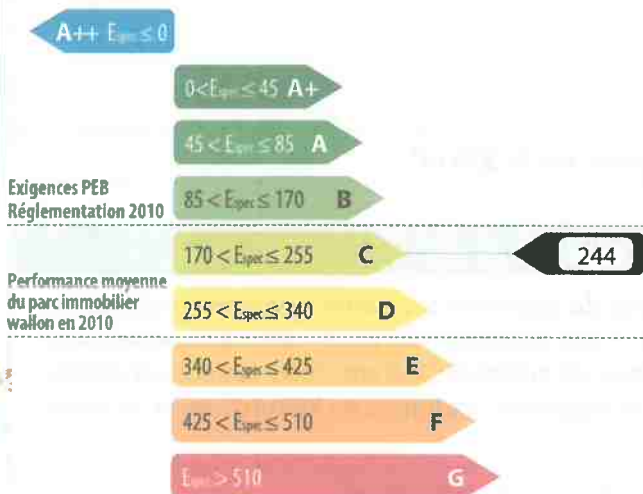 A++ Espec ≤ 0
0 < Espec ≤ 45 A+
45 < Espec ≤ 85 A
Exigences PEB
Réglementation 2010
85 < Espec ≤ 170 B
170 < Espec ≤ 255 C
244
Performance moyenne
du parc immobilier
wallon en 2010
255 < Espec ≤ 340 D
340 < Espec ≤ 425 E
425 < Espec ≤ 510 F
Espec > 510 G